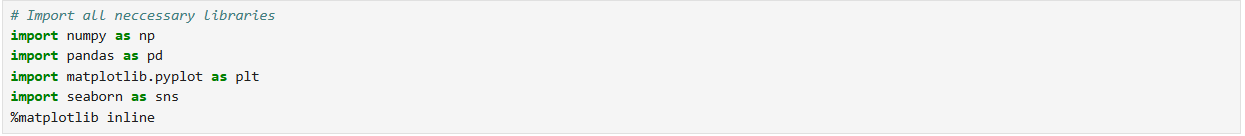 # Import all neccessary libraries
import numpy as np
import pandas as pd
import matplotlib.pyplot as plt
import seaborn as sns
%matplotlib inline